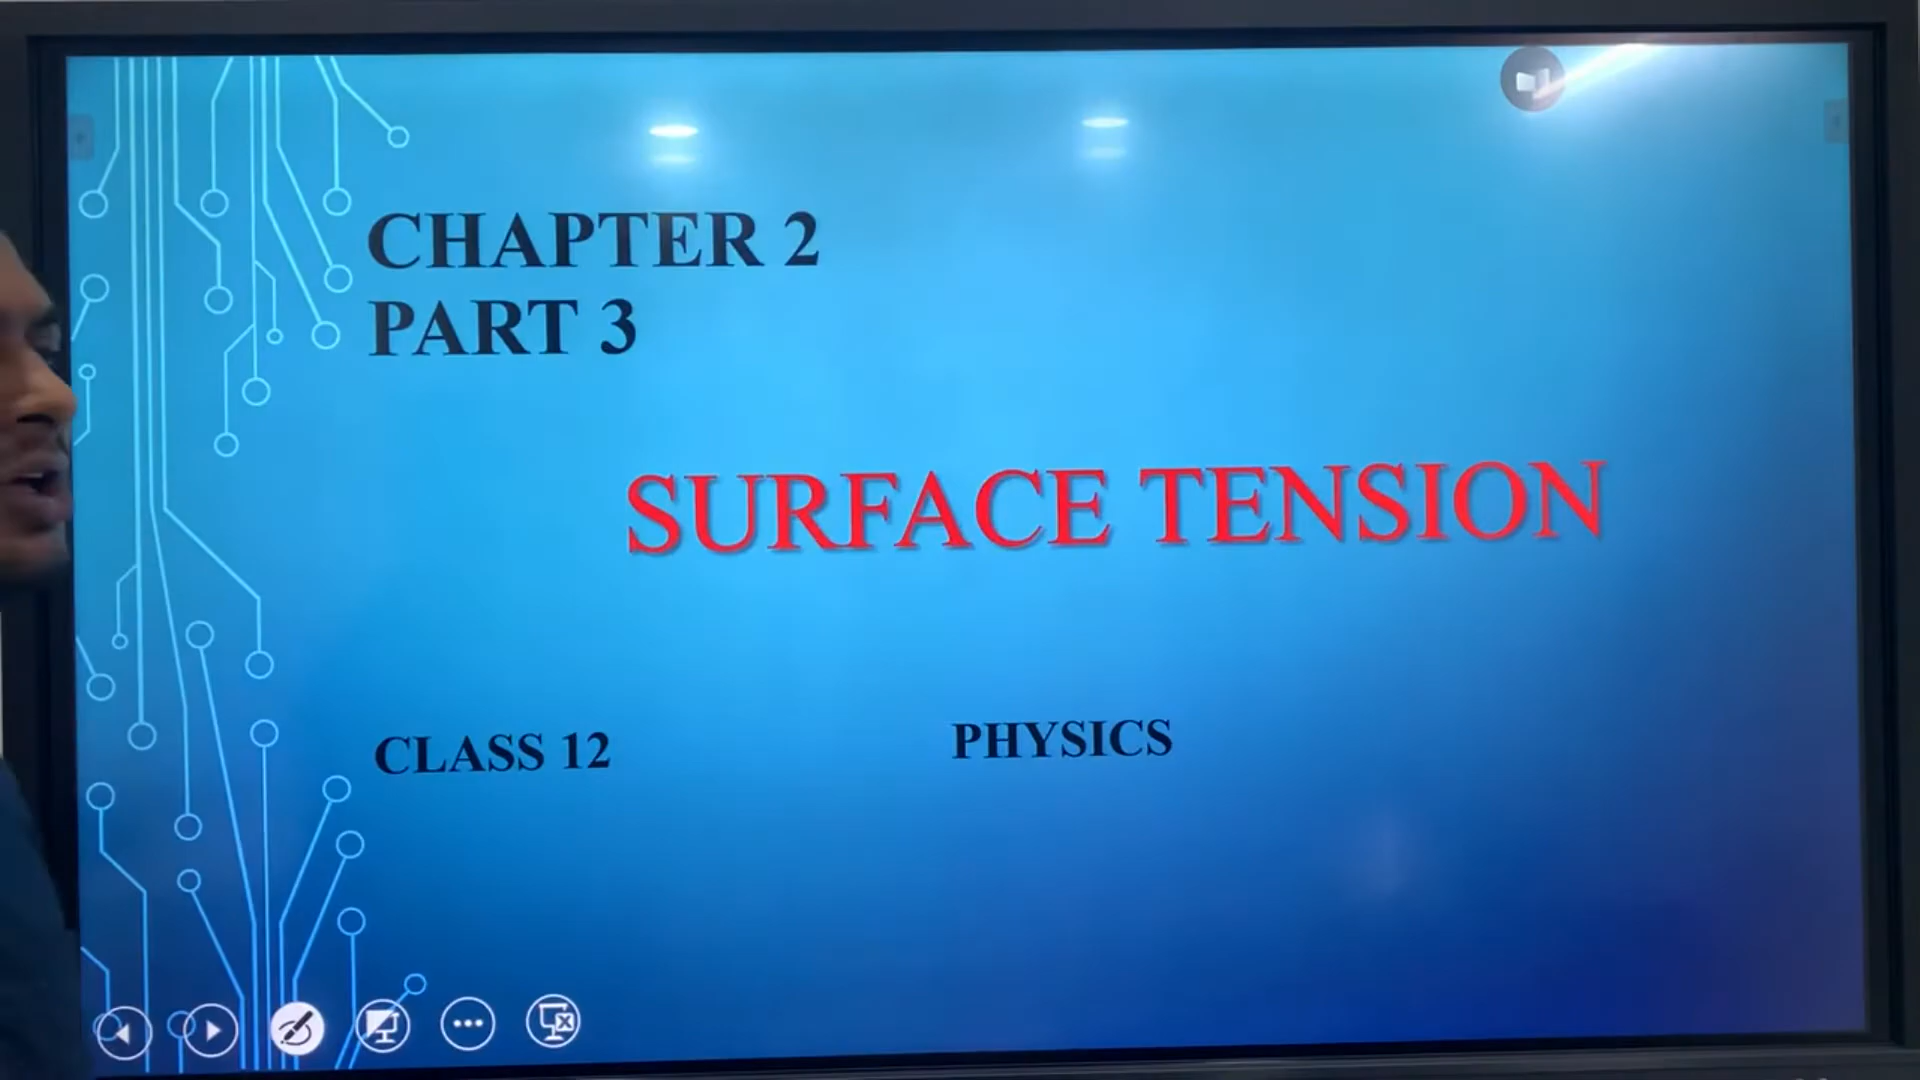 CHAPTER 2
PART 3
SURFACE TENSION
CLASS 12
PHYSICS